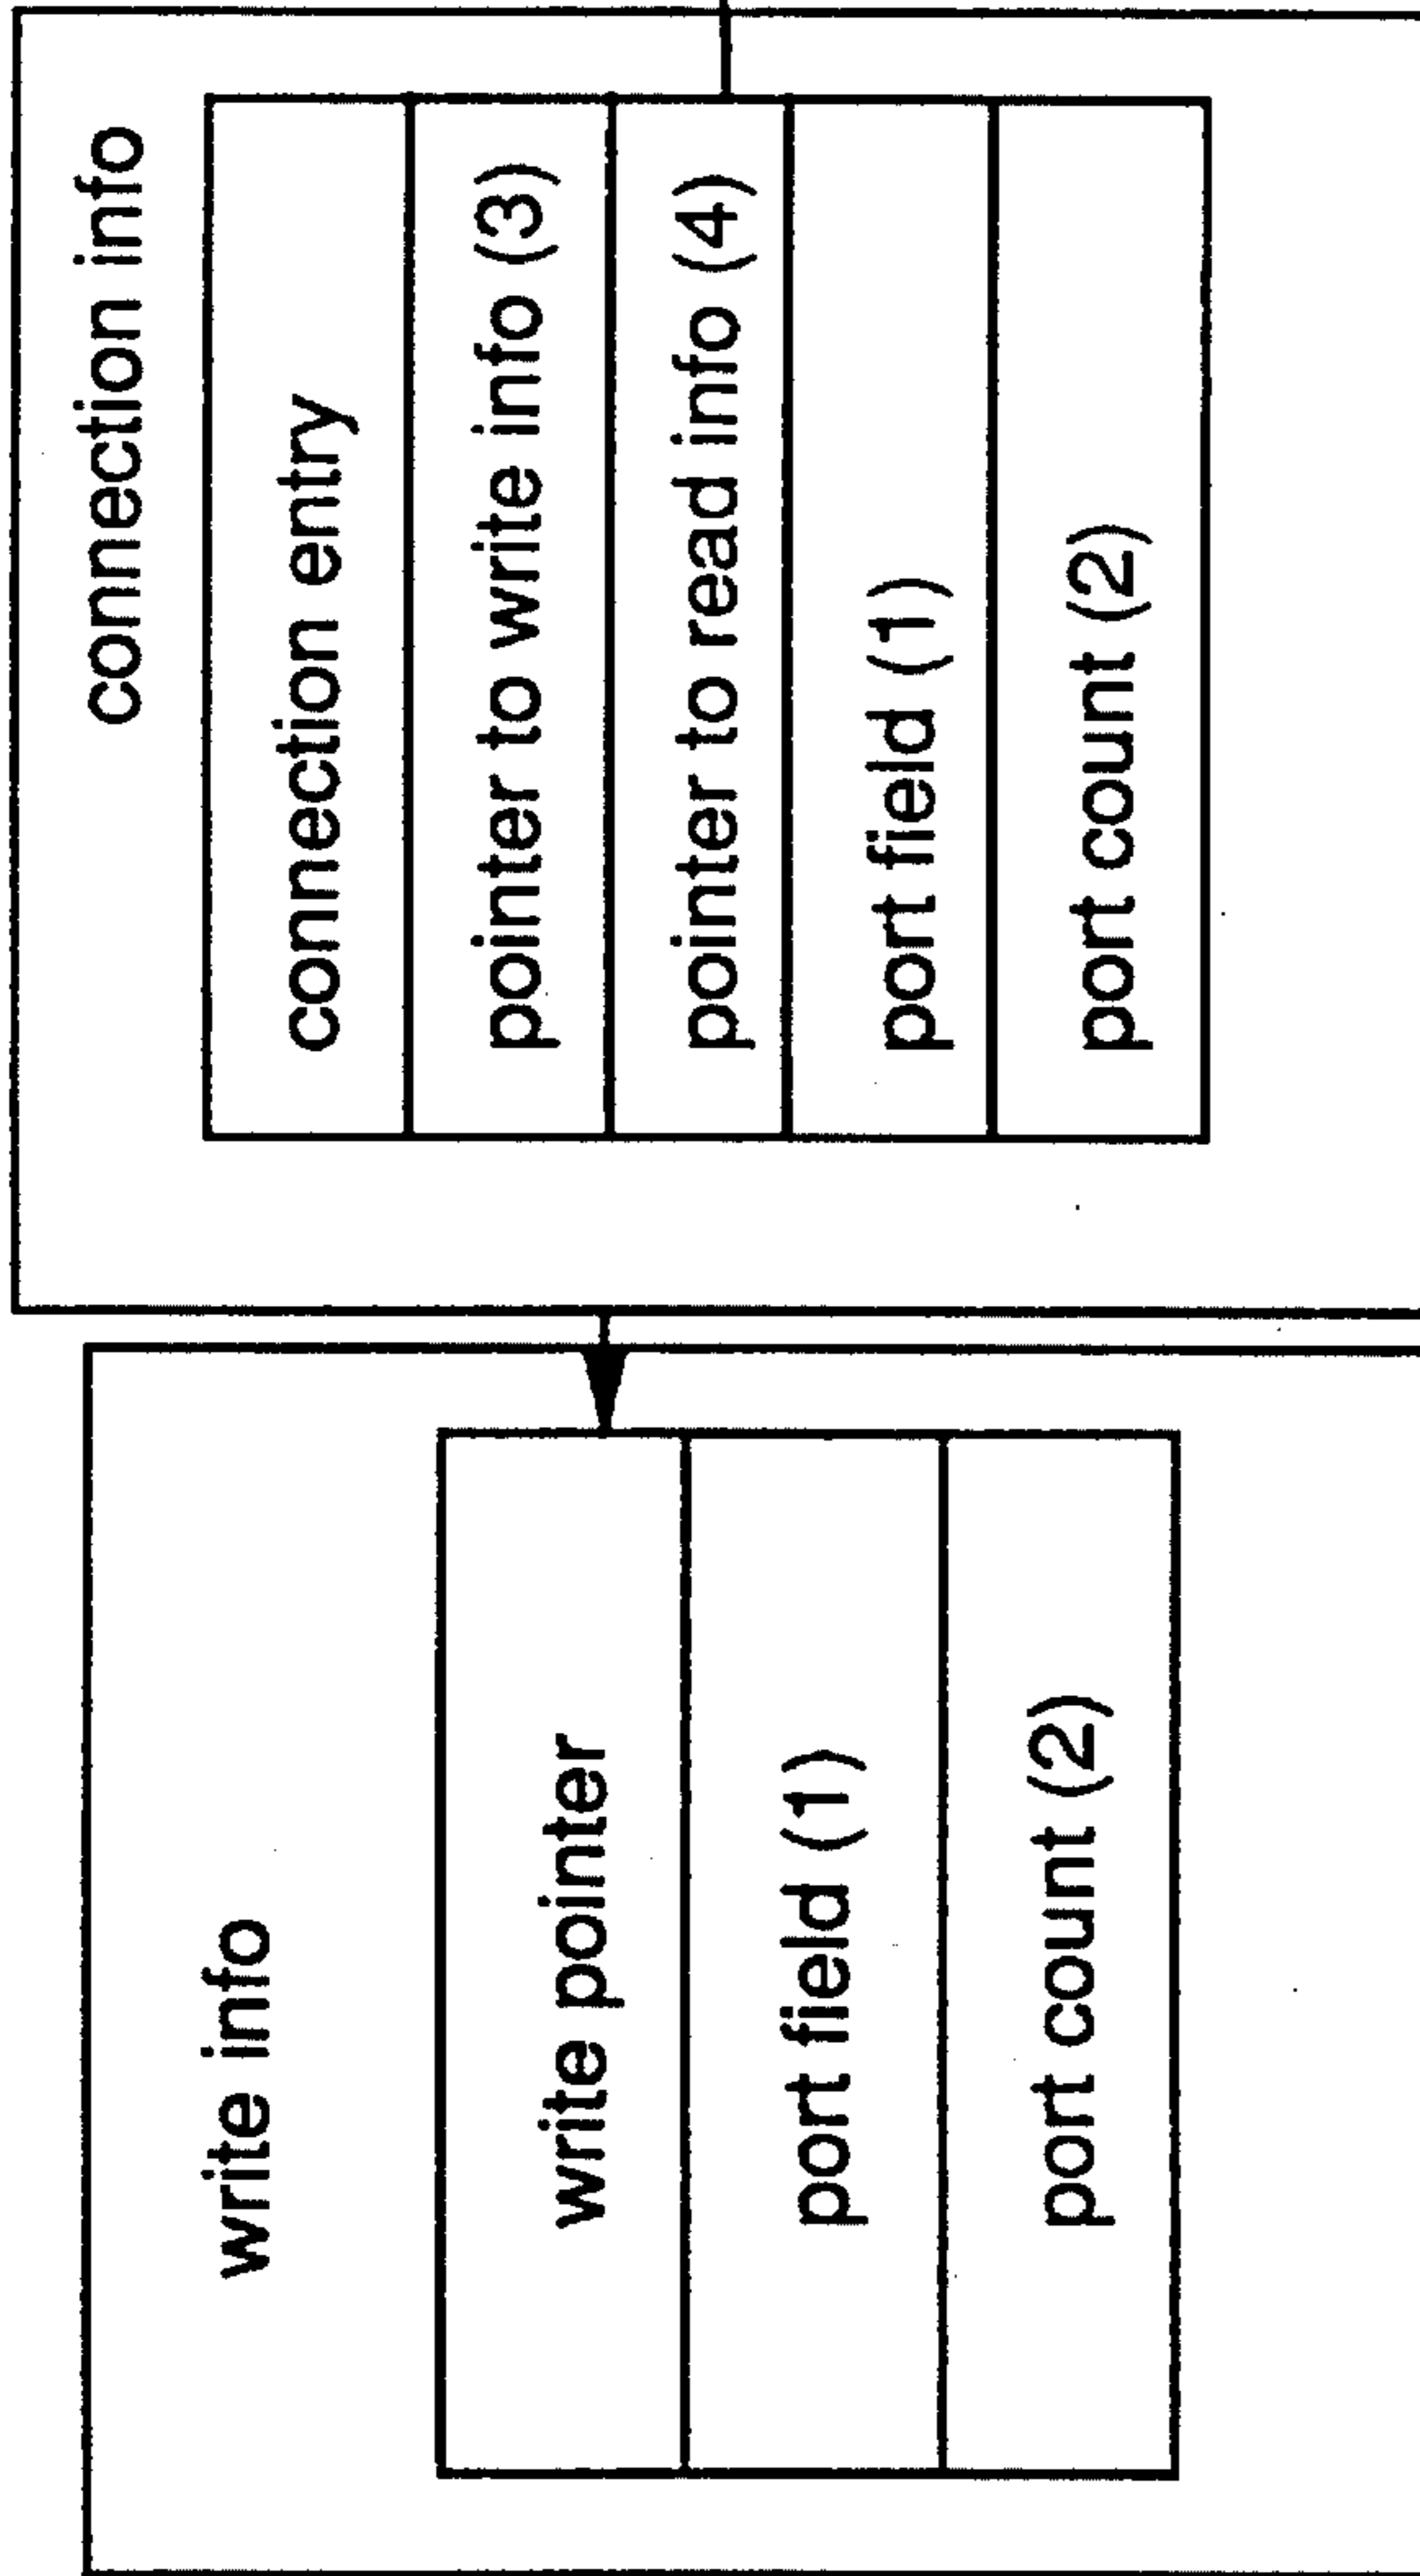 write info
write pointer
port field (1)
port count (2)
connection info
connection entry
pointer to write info (3)
pointer to read info (4)
port field (1)
port count (2)